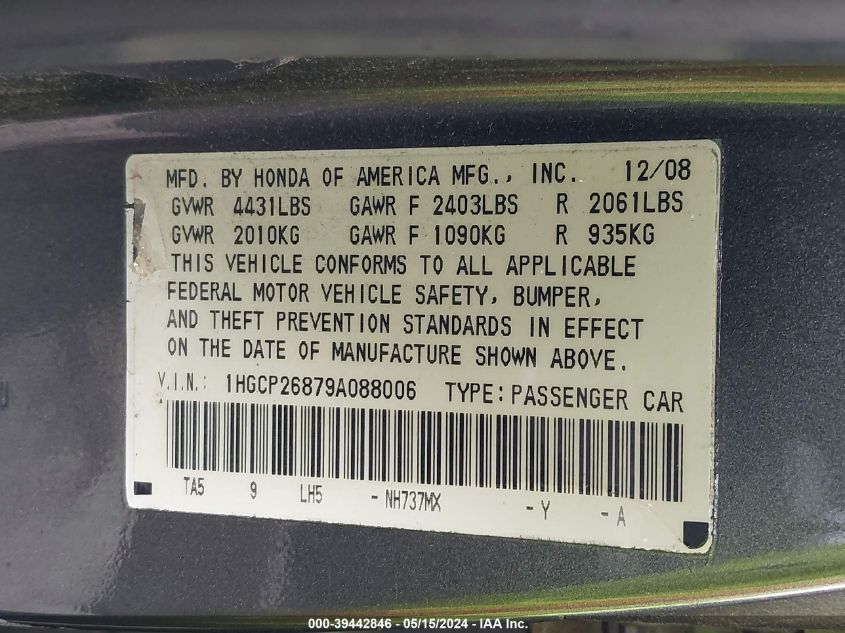 MFD. BY HONDA OF AMERICA MFG., INC. 12/08
GVWR 4431LBS GAWR F 2403LBS R 2061LBS
GVWR 2010KG GAWR F 1090KG R 935KG
THIS VEHICLE CONFORMS TO ALL APPLICABLE
FEDERAL MOTOR VEHICLE SAFETY, BUMPER,
AND THEFT PREVENTION STANDARDS IN EFFECT
ON THE DATE OF MANUFACTURE SHOWN ABOVE.
V.I.N.: 1HGCP26879A088006 TYPE: PASSENGER CAR
TA5 9 LH5 - NH737MX - Y - A
000-39442846 - 05/15/2024 - IAA Inc.